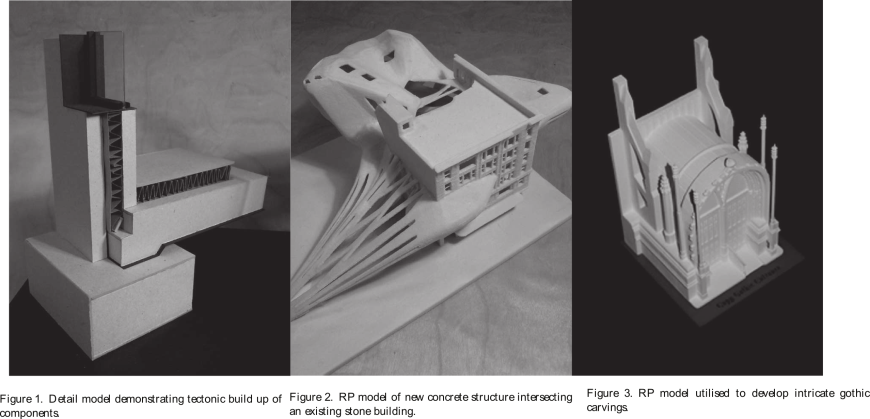 Figure 1. Detail model demonstrating tectonic build up of
components.
Figure 2. RP model of new concrete structure intersecting
an existing stone building.
Figure 3. RP model utilised to develop intricate gothic
carvings.